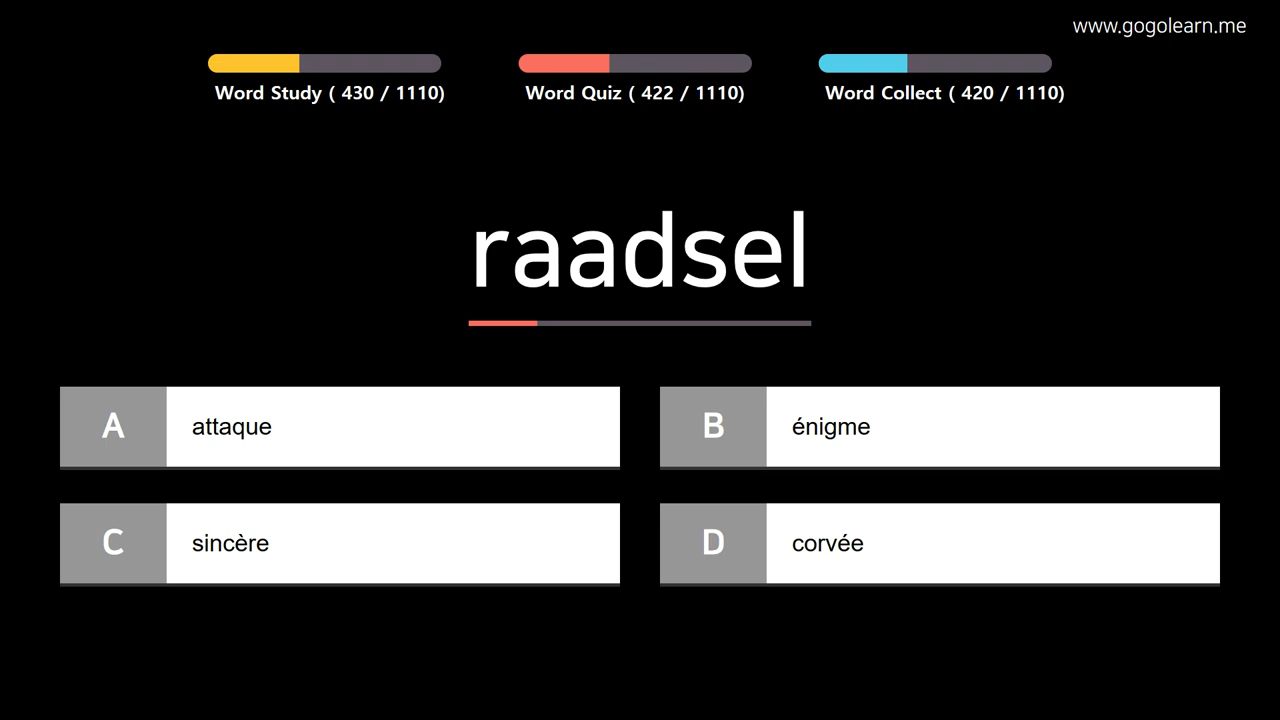 www.gogolearn.me
Word Study ( 430 / 1110)
Word Quiz ( 422 / 1110)
Word Collect ( 420 / 1110)
raadsel
A attaque
B énigme
C sincère
D corvée